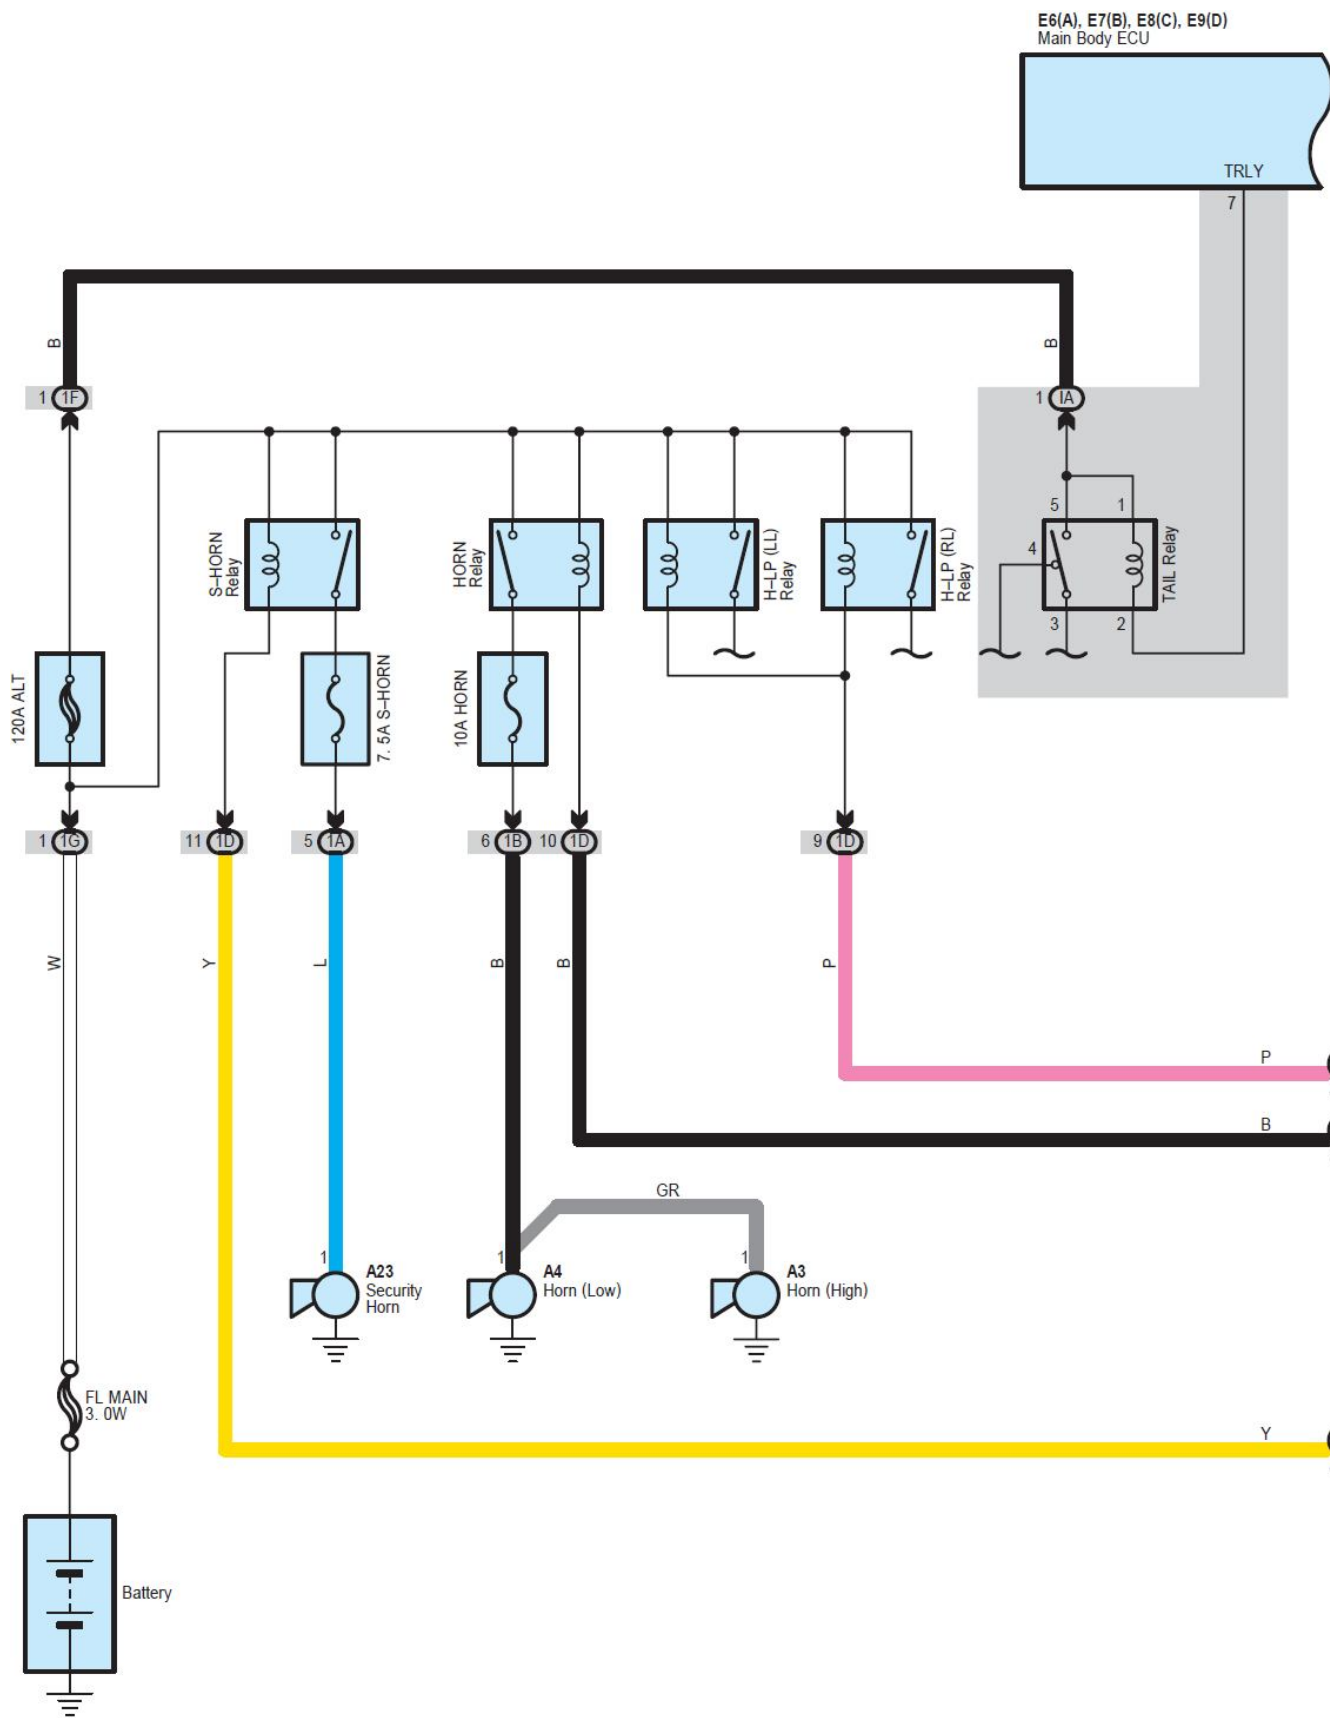 E6(A), E7(B), E8(C), E9(D)
Main Body ECU
TRLY
7
B
B
1 1F
1 IA
5 1
4
3 2
S–HORN
Relay
HORN
Relay
H–LP (LL)
Relay
H–LP (RL)
Relay
TAIL Relay
120A ALT
7. 5A S–HORN
10A HORN
1 1G
11 1D
5 1A
6 1B
10 1D
9 1D
W
Y
L
B
B
P
P
B
GR
1
A23
Security
Horn
1
A4
Horn (Low)
1
A3
Horn (High)
FL MAIN
3. 0W
Y
Battery